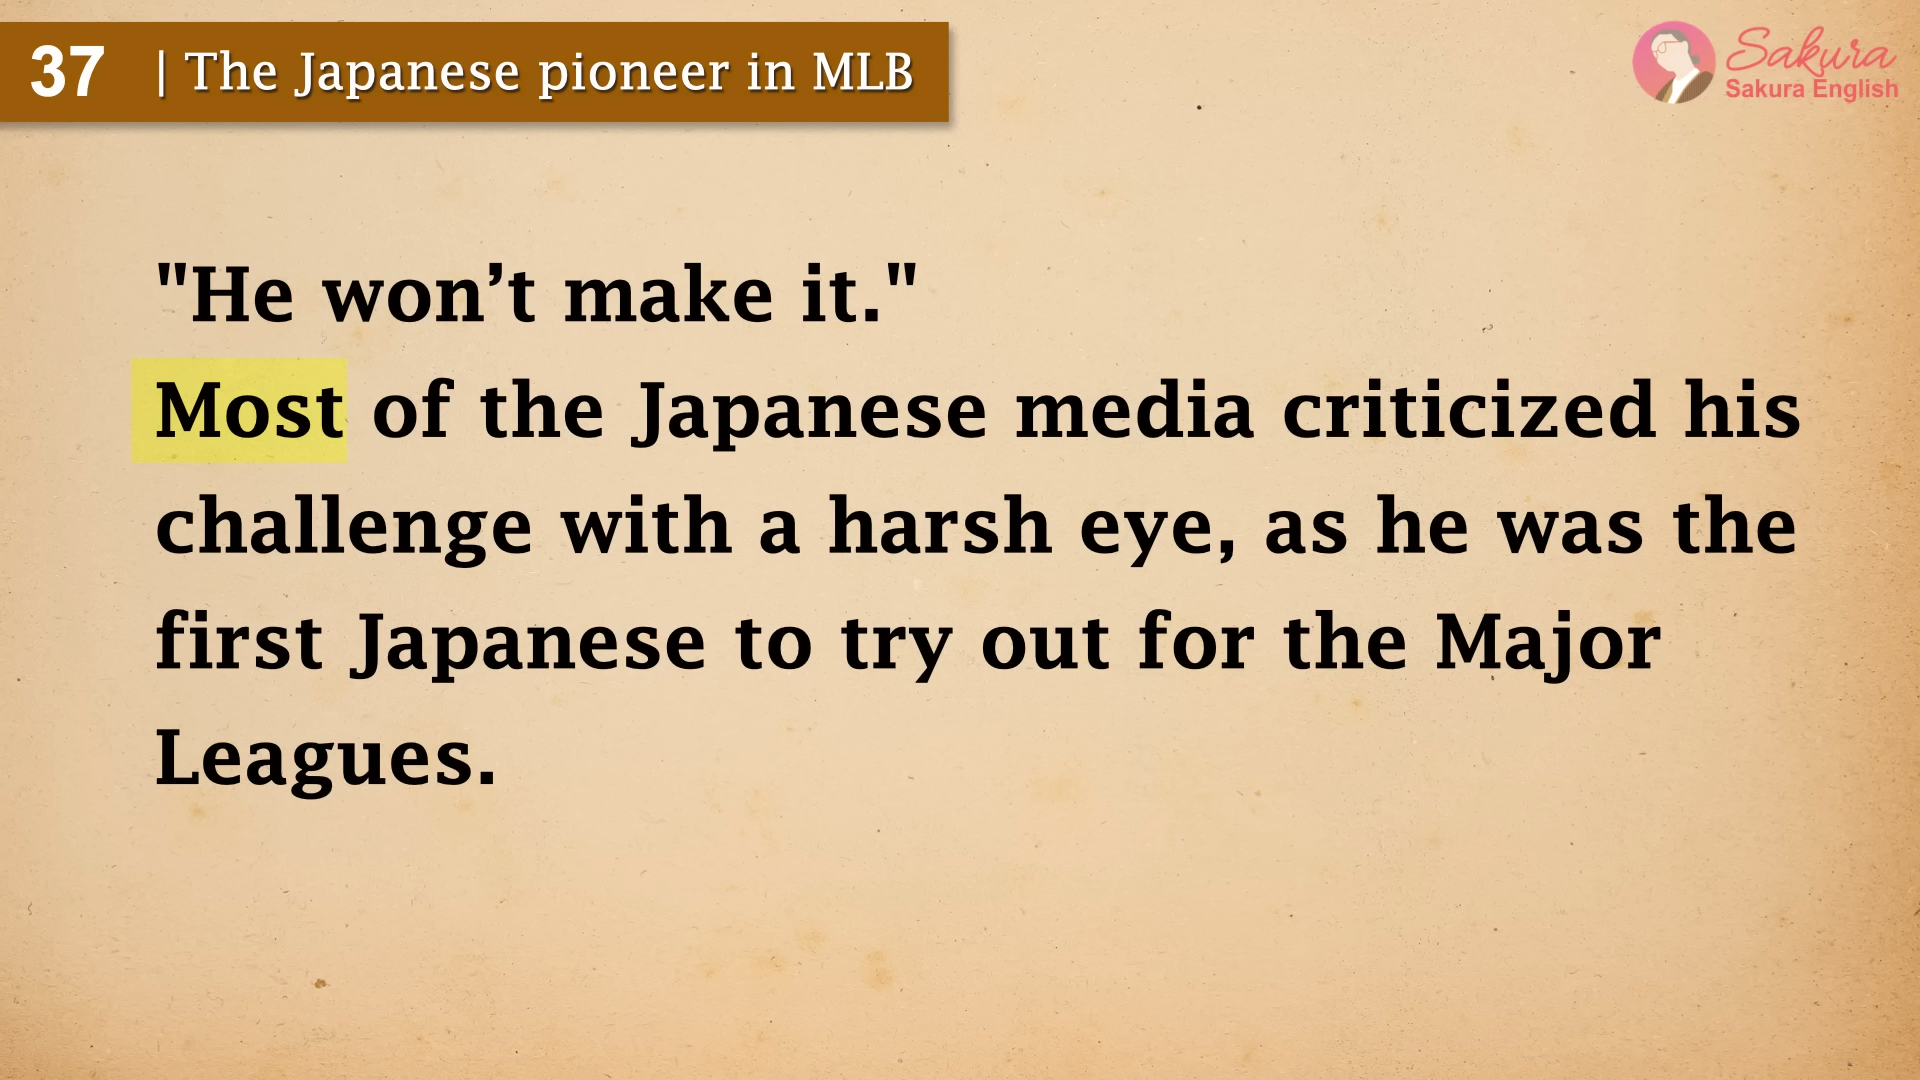 37 | The Japanese pioneer in MLB
Sakura
Sakura English
"He won’t make it."
Most of the Japanese media criticized his
challenge with a harsh eye, as he was the
first Japanese to try out for the Major
Leagues.